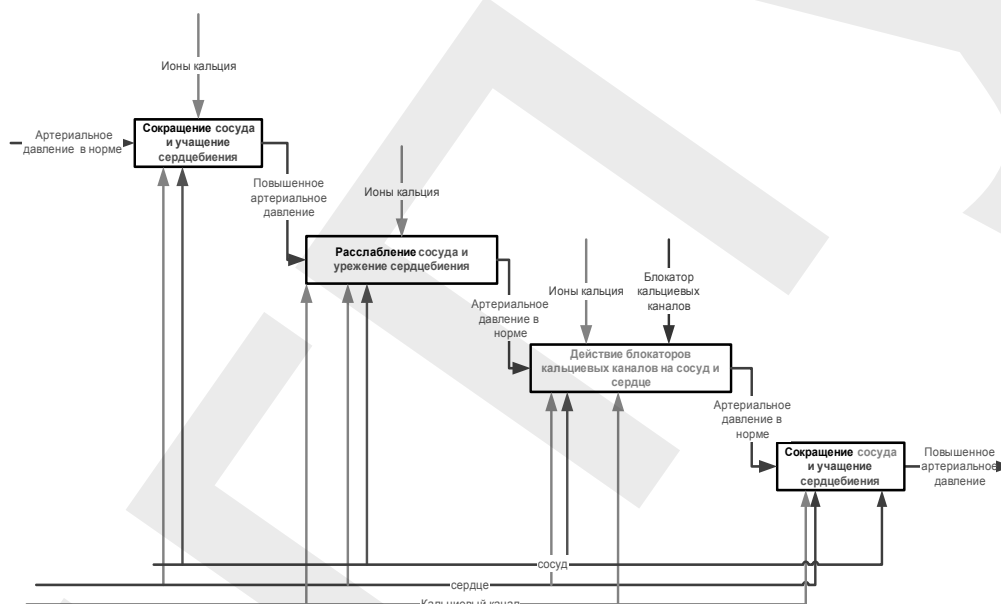 Ионы кальция
Артериальное
давление в норме
Сокращение сосуда
и учащение
сердцебиения
Повышенное
артериальное
давление
Ионы кальция
Расслабление сосуда и
урежение сердцебиения
Артериальное
давление в
норме
Ионы кальция
Блокатор
кальциевых
каналов
Действие блокаторов
кальциевых каналов на сосуд и
сердце
Артериальное
давление в
норме
Сокращение сосуда
и учащение
сердцебиения
Повышенное
артериальное
давление
сосуд
сердце
Кальциевый канал